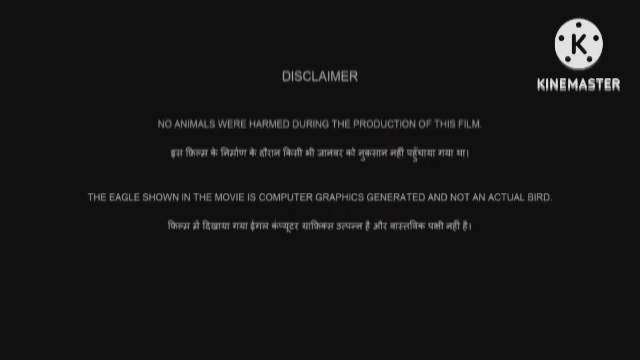 KINEMASTER
DISCLAIMER
NO ANIMALS WERE HARMED DURING THE PRODUCTION OF THIS FILM.
इस फ़िल्म के निर्माण के दौरान किसी भी जानवर को नुकसान नहीं पहुँचाया गया था।
THE EAGLE SHOWN IN THE MOVIE IS COMPUTER GRAPHICS GENERATED AND NOT AN ACTUAL BIRD.
फिल्म में दिखाया गया ईगल कंप्यूटर ग्राफ़िक्स उत्पन्न है और वास्तविक पक्षी नहीं है।